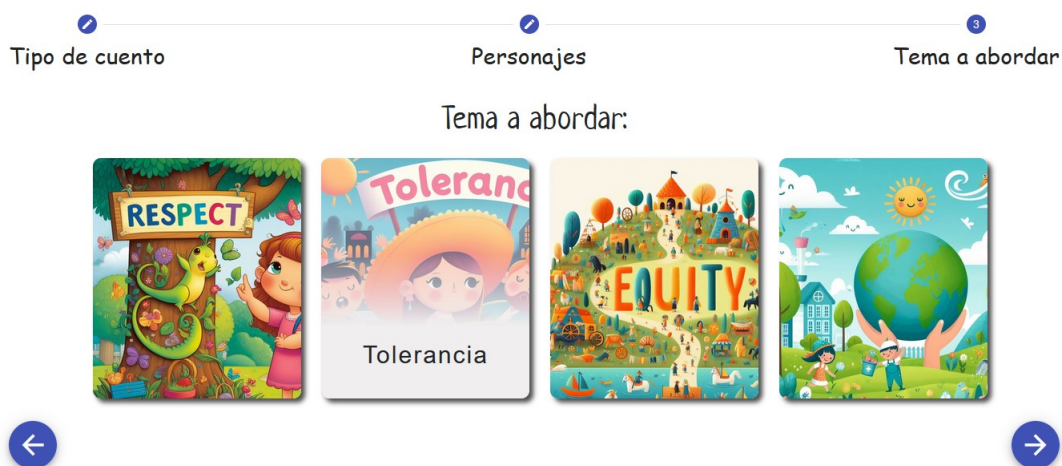 3
Tipo de cuento
Personajes
Tema a abordar
Tema a abordar:
RESPECT
Toleranc
Tolerancia
EQUITY